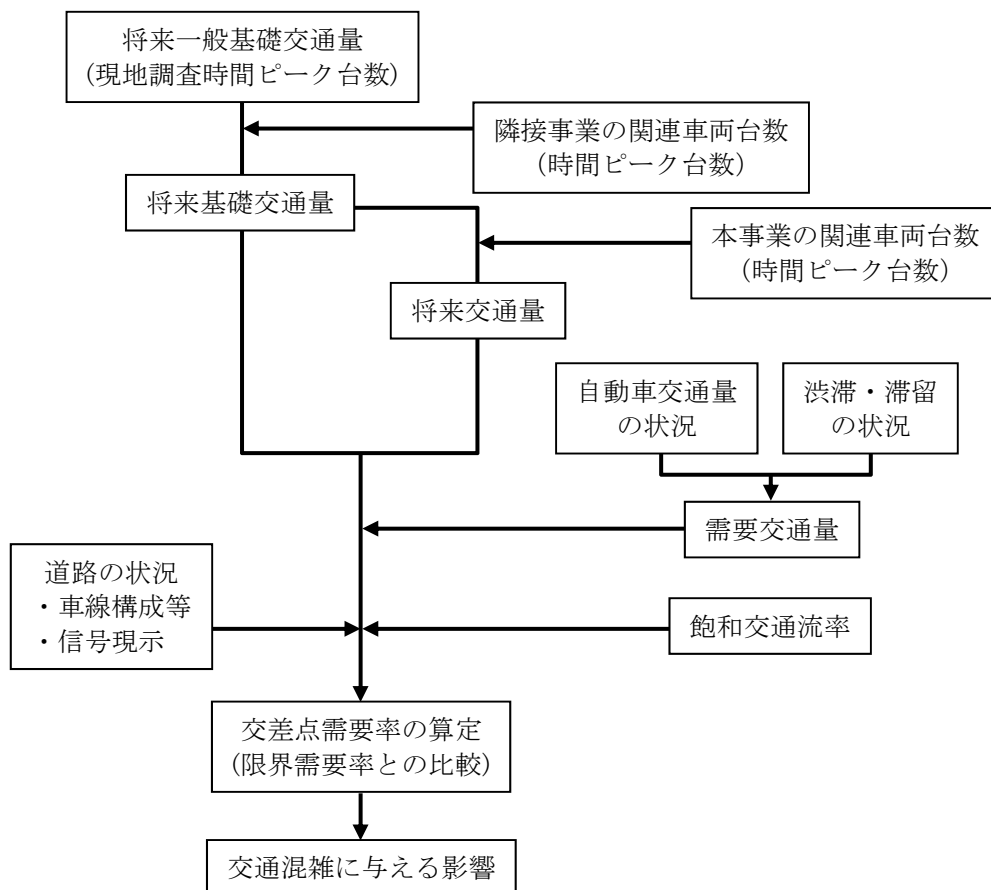 将来一般基礎交通量
(現地調査時間ピーク台数)
隣接事業の関連車両台数
(時間ピーク台数)
将来基礎交通量
本事業の関連車両台数
(時間ピーク台数)
将来交通量
自動車交通量
の状況
渋滞・滞留
の状況
需要交通量
道路の状況
・車線構成等
・信号現示
飽和交通流率
交差点需要率の算定
(限界需要率との比較)
交通混雑に与える影響